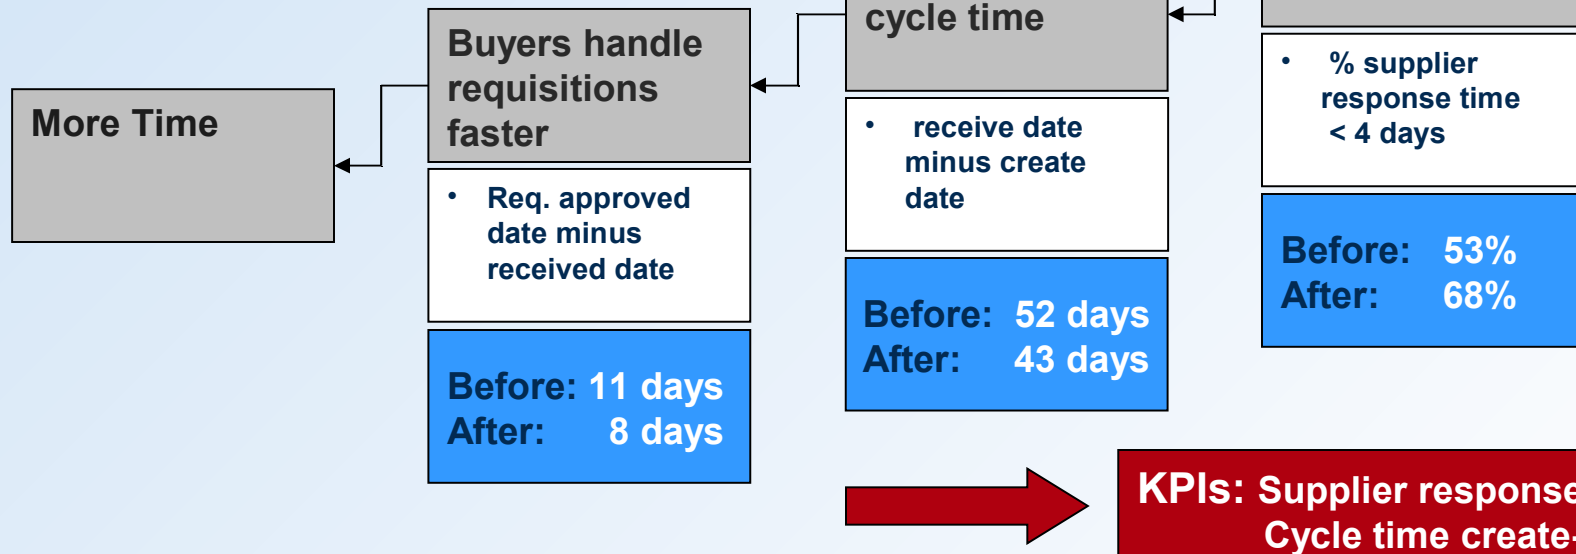 More Time
Buyers handle
requisitions
faster
• Req. approved
date minus
received date
Before: 11 days
After: 8 days
cycle time
• receive date
minus create
date
Before: 52 days
After: 43 days
• % supplier
response time
< 4 days
Before: 53%
After: 68%
KPIs: Supplier response
Cycle time create-